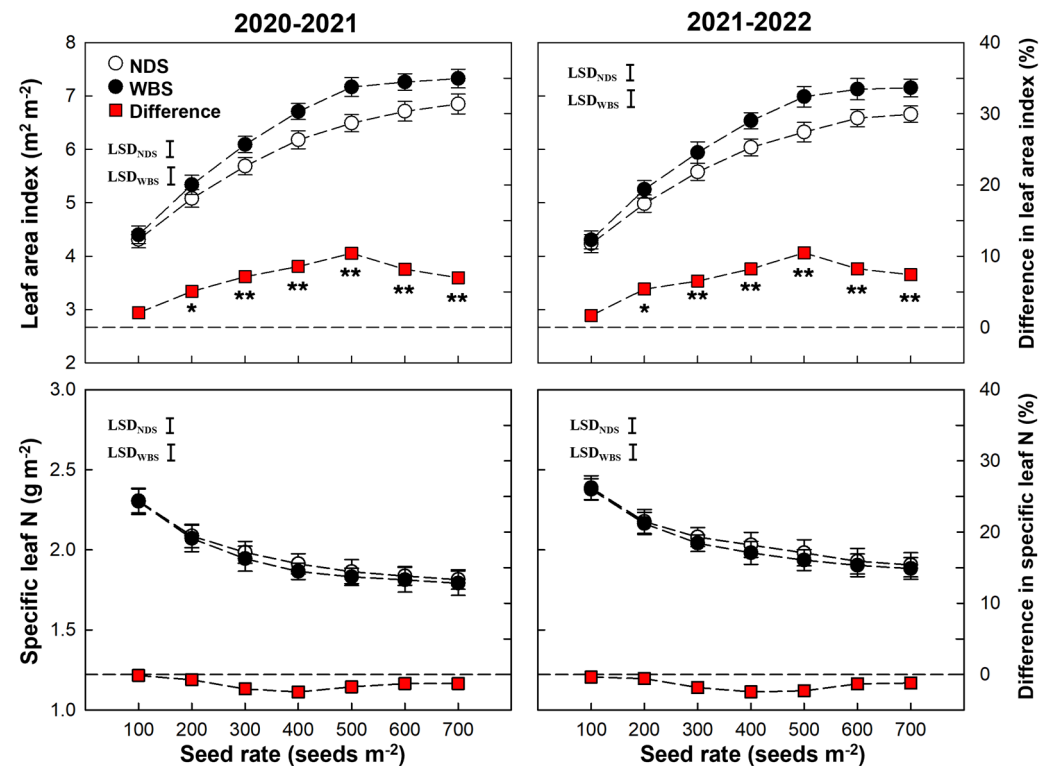 2020-2021
2021-2022
Leaf area index (m² m⁻²)
8
7
6
5
4
3
2
NDS
WBS
Difference
LSD_NDS
LSD_WBS
*
**
**
**
**
**
LSD_NDS
LSD_WBS
*
**
**
**
**
**
40
30
20
10
0
Difference in leaf area index (%)
Specific leaf N (g m⁻²)
3.0
2.5
2.0
1.5
1.0
LSD_NDS
LSD_WBS
LSD_NDS
LSD_WBS
40
30
20
10
0
Difference in specific leaf N (%)
100 200 300 400 500 600 700
100 200 300 400 500 600 700
Seed rate (seeds m⁻²)
Seed rate (seeds m⁻²)